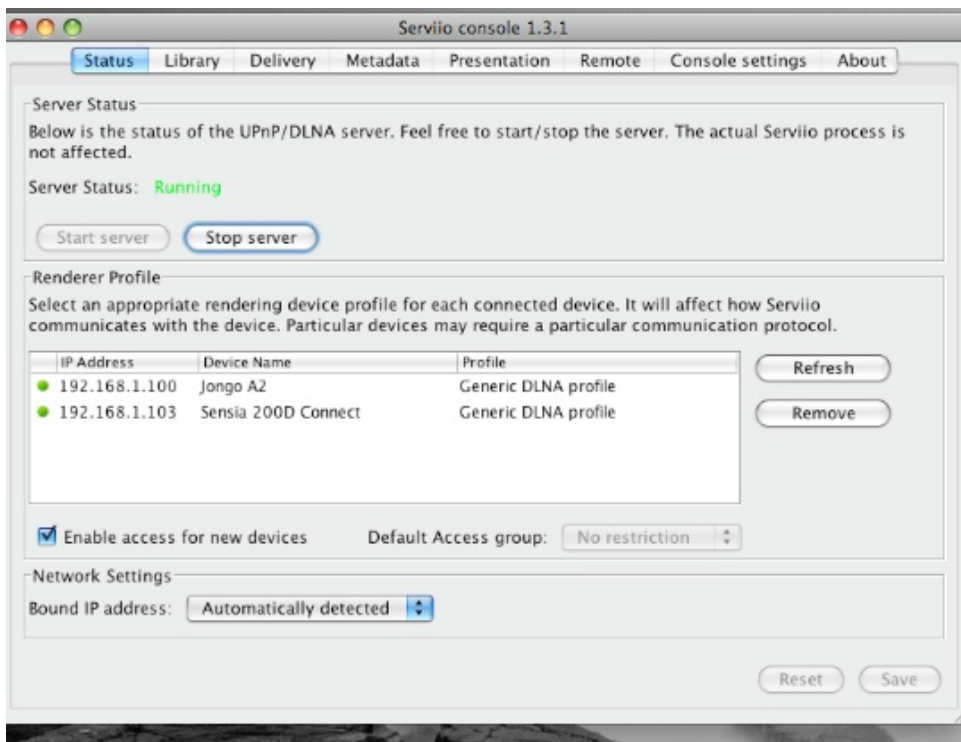 Serviio console 1.3.1
Status Library Delivery Metadata Presentation Remote Console settings About
Server Status
Below is the status of the UPnP/DLNA server. Feel free to start/stop the server. The actual Serviio process is
not affected.
Server Status: Running
Start server Stop server
Renderer Profile
Select an appropriate rendering device profile for each connected device. It will affect how Serviio
communicates with the device. Particular devices may require a particular communication protocol.
IP Address Device Name Profile
192.168.1.100 Jongo A2 Generic DLNA profile
192.168.1.103 Sensia 200D Connect Generic DLNA profile
Refresh
Remove
Enable access for new devices Default Access group: No restriction
Network Settings
Bound IP address: Automatically detected
Reset Save